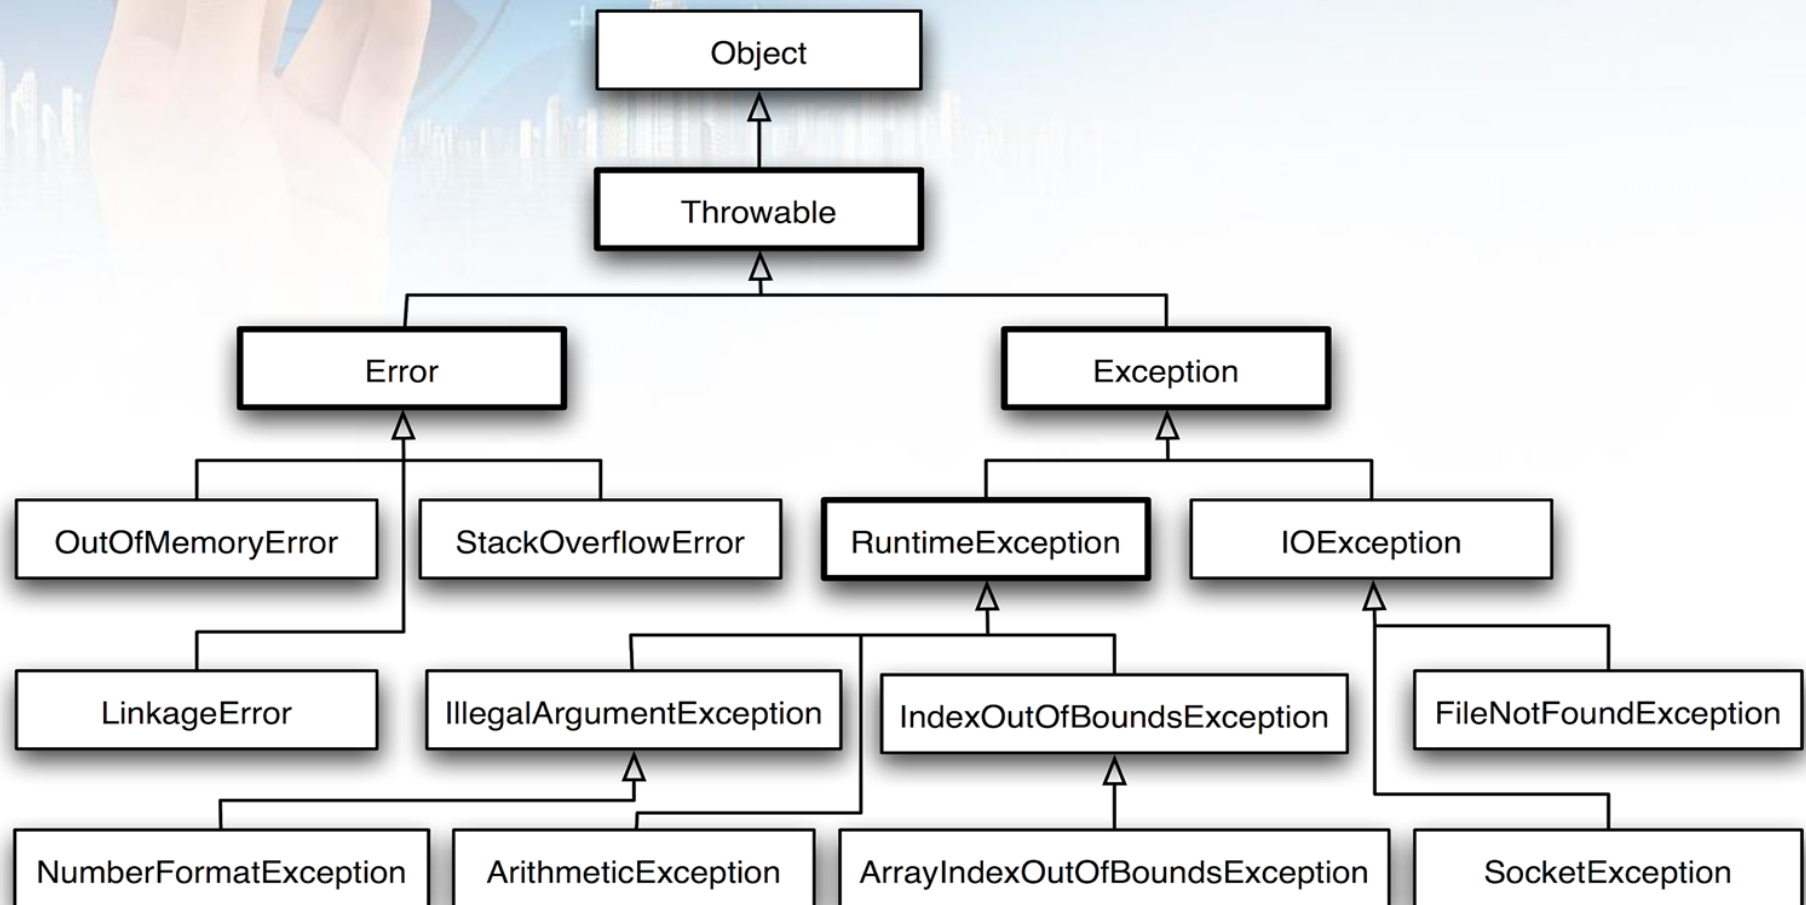 Object
Throwable
Error
Exception
OutOfMemoryError
StackOverflowError
RuntimeException
IOException
LinkageError
IllegalArgumentException
IndexOutOfBoundsException
FileNotFoundException
NumberFormatException
ArithmeticException
ArrayIndexOutOfBoundsException
SocketException